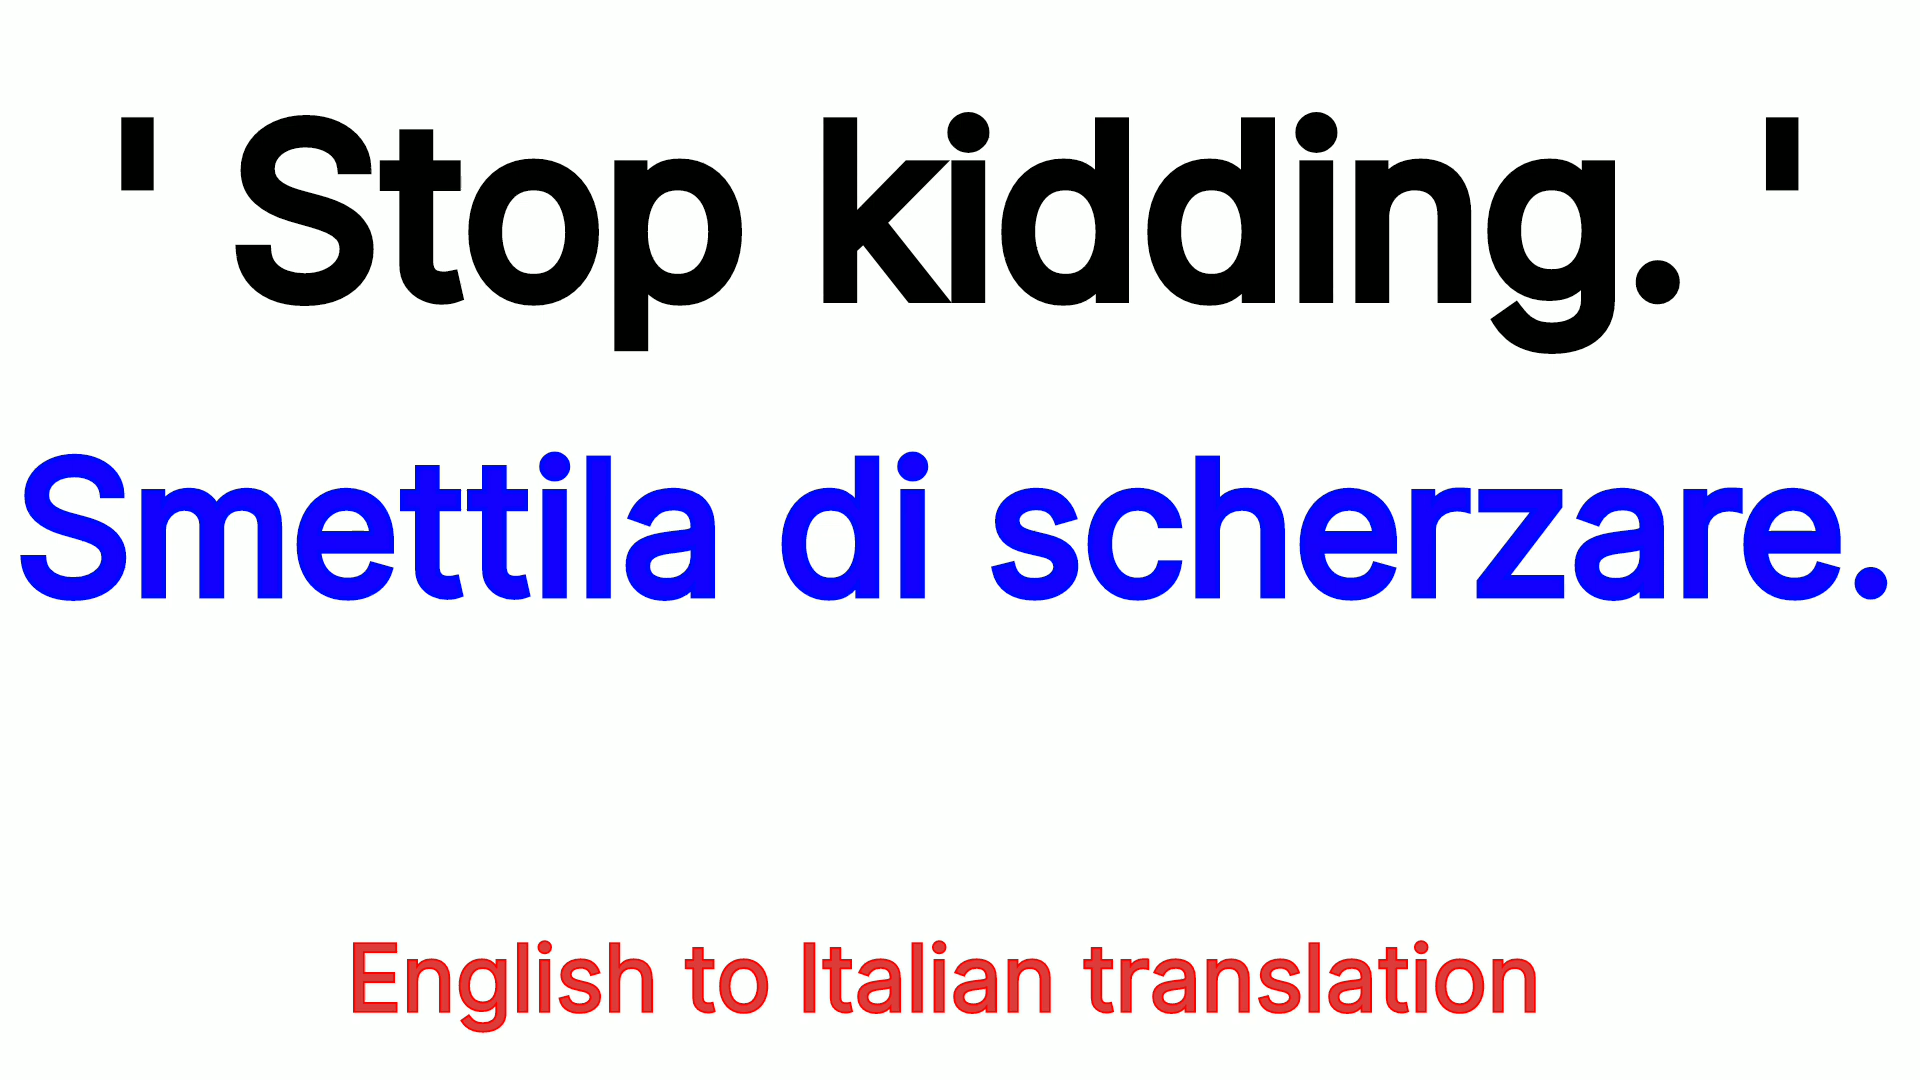 ' Stop kidding. '
Smettila di scherzare.
English to Italian translation